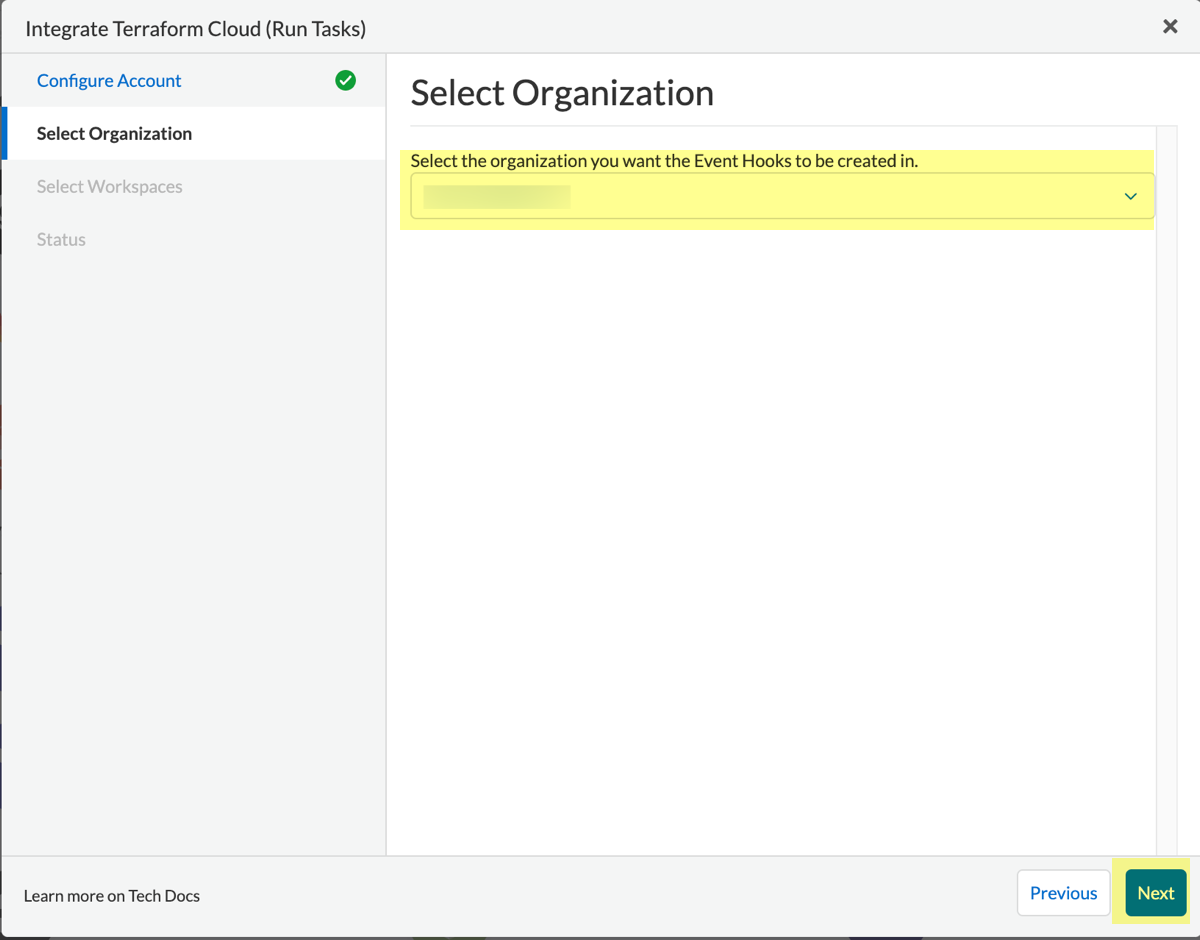 Integrate Terraform Cloud (Run Tasks)
Configure Account
Select Organization
Select Workspaces
Status
Select Organization
Select the organization you want the Event Hooks to be created in.
Learn more on Tech Docs
Previous
Next